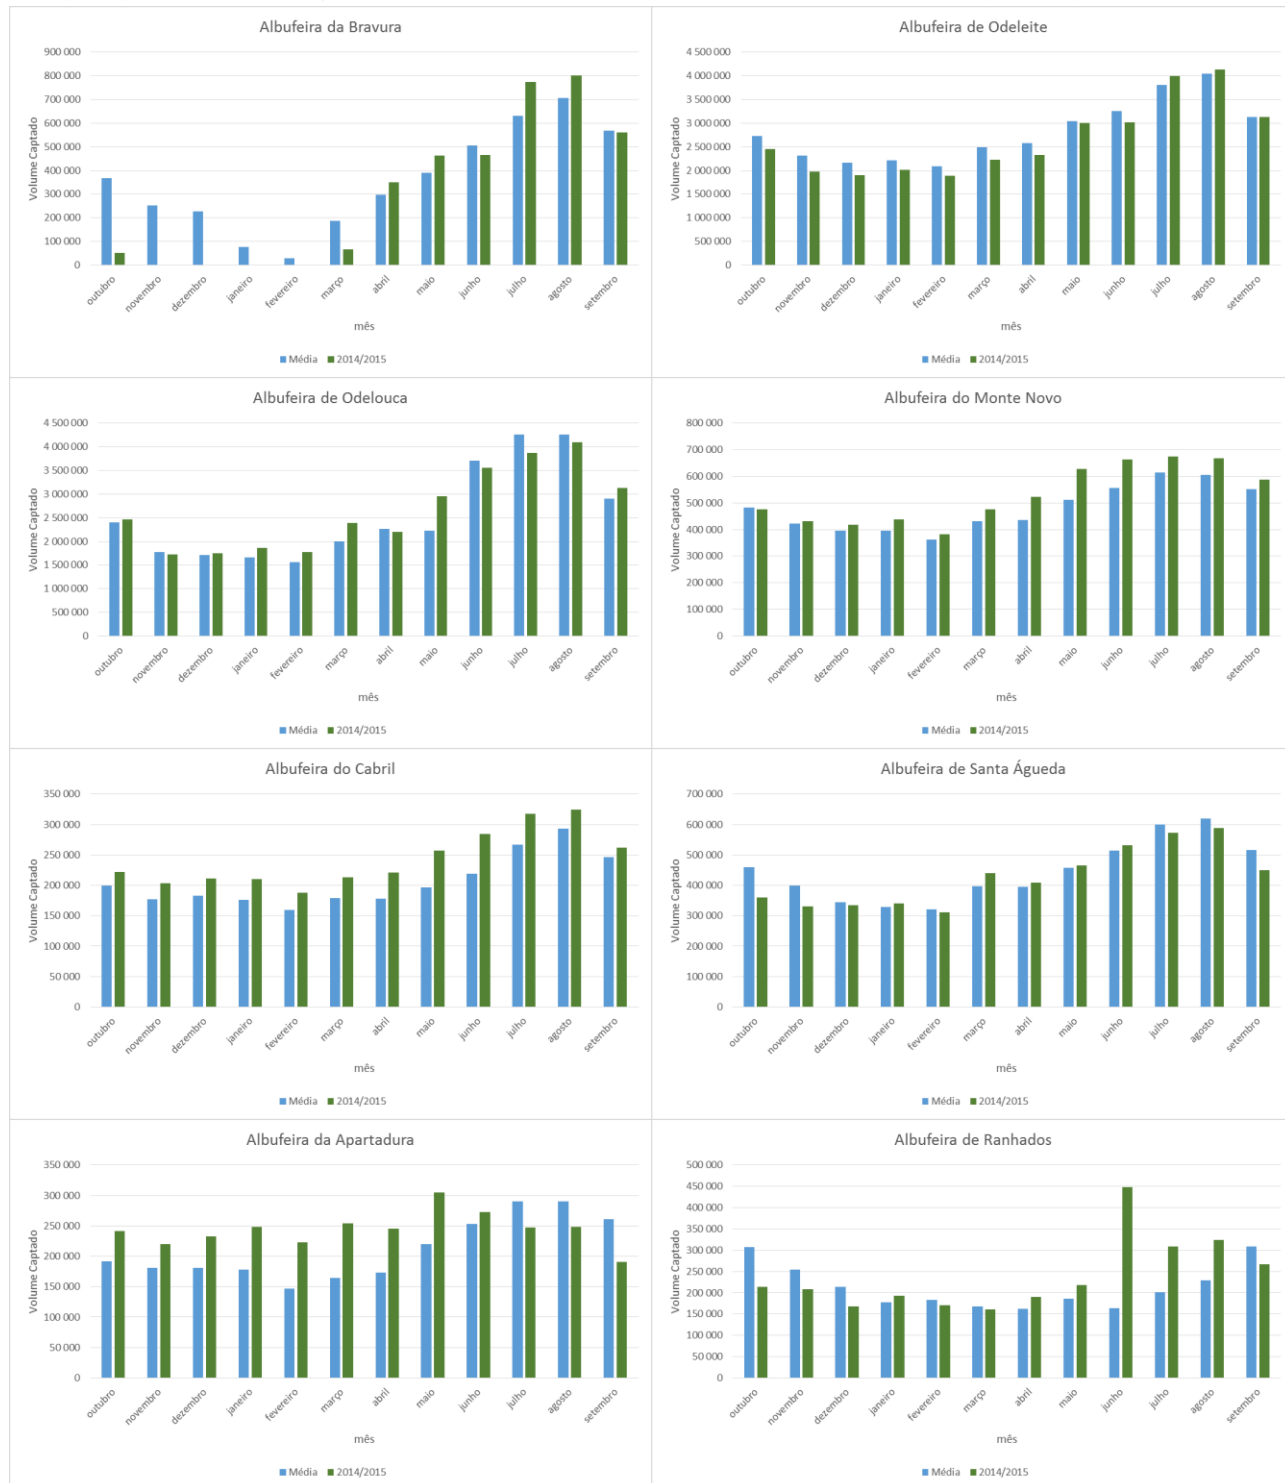 Albufeira da Bravura
900 000
800 000
700 000
600 000
500 000
400 000
300 000
200 000
100 000
0
Volume Captado
outubro
novembro
dezembro
janeiro
fevereiro
março
abril
maio
junho
julho
agosto
setembro
mês
Média 2014/2015
Albufeira de Odeleite
4 500 000
4 000 000
3 500 000
3 000 000
2 500 000
2 000 000
1 500 000
1 000 000
500 000
0
Volume Captado
outubro
novembro
dezembro
janeiro
fevereiro
março
abril
maio
junho
julho
agosto
setembro
mês
Média 2014/2015
Albufeira de Odelouca
4 500 000
4 000 000
3 500 000
3 000 000
2 500 000
2 000 000
1 500 000
1 000 000
500 000
0
Volume Captado
outubro
novembro
dezembro
janeiro
fevereiro
março
abril
maio
junho
julho
agosto
setembro
mês
Média 2014/2015
Albufeira do Monte Novo
800 000
700 000
600 000
500 000
400 000
300 000
200 000
100 000
0
Volume Captado
outubro
novembro
dezembro
janeiro
fevereiro
março
abril
maio
junho
julho
agosto
setembro
mês
Média 2014/2015
Albufeira do Cabril
350 000
300 000
250 000
200 000
150 000
100 000
50 000
0
Volume Captado
outubro
novembro
dezembro
janeiro
fevereiro
março
abril
maio
junho
julho
agosto
setembro
mês
Média 2014/2015
Albufeira de Santa Águeda
700 000
600 000
500 000
400 000
300 000
200 000
100 000
0
Volume Captado
outubro
novembro
dezembro
janeiro
fevereiro
março
abril
maio
junho
julho
agosto
setembro
mês
Média 2014/2015
Albufeira da Apartadura
350 000
300 000
250 000
200 000
150 000
100 000
50 000
0
Volume Captado
outubro
novembro
dezembro
janeiro
fevereiro
março
abril
maio
junho
julho
agosto
setembro
mês
Média 2014/2015
Albufeira de Ranhados
500 000
450 000
400 000
350 000
300 000
250 000
200 000
150 000
100 000
50 000
0
Volume Captado
outubro
novembro
dezembro
janeiro
fevereiro
março
abril
maio
junho
julho
agosto
setembro
mês
Média 2014/2015